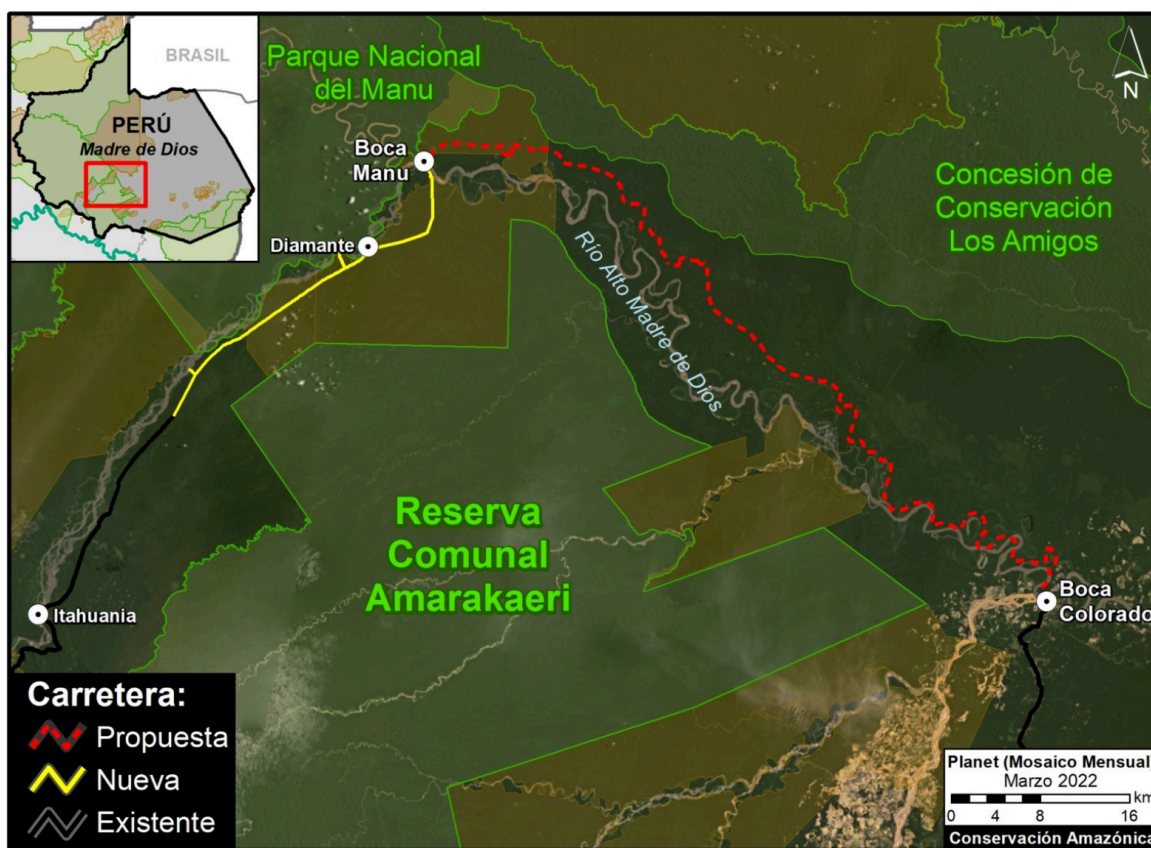 BRASIL
PERÚ
Madre de Dios
Parque Nacional
del Manu
N
Boca
Manu
Diamante
Concesión de
Conservación
Los Amigos
Río Alto Madre de Dios
Reserva
Comunal
Amarakaeri
Itahuania
Boca
Colorado
Carretera:
Propuesta
Nueva
Existente
Planet (Mosaico Mensual)
Marzo 2022
km
0 4 8 16
Conservación Amazónica